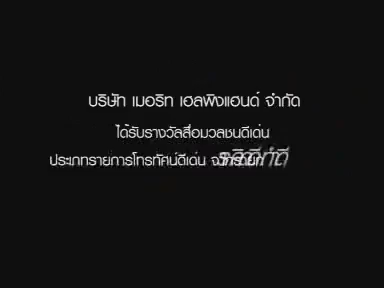 บริษัท เมอริท เฮลพิงแฮนด์ จำกัด
ได้รับรางวัลสื่อมวลชนดีเด่น
ประเภทรายการโทรทัศน์ดีเด่น